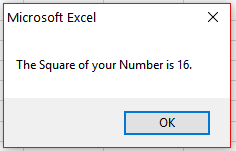 Microsoft Excel
The Square of your Number is 16.
OK